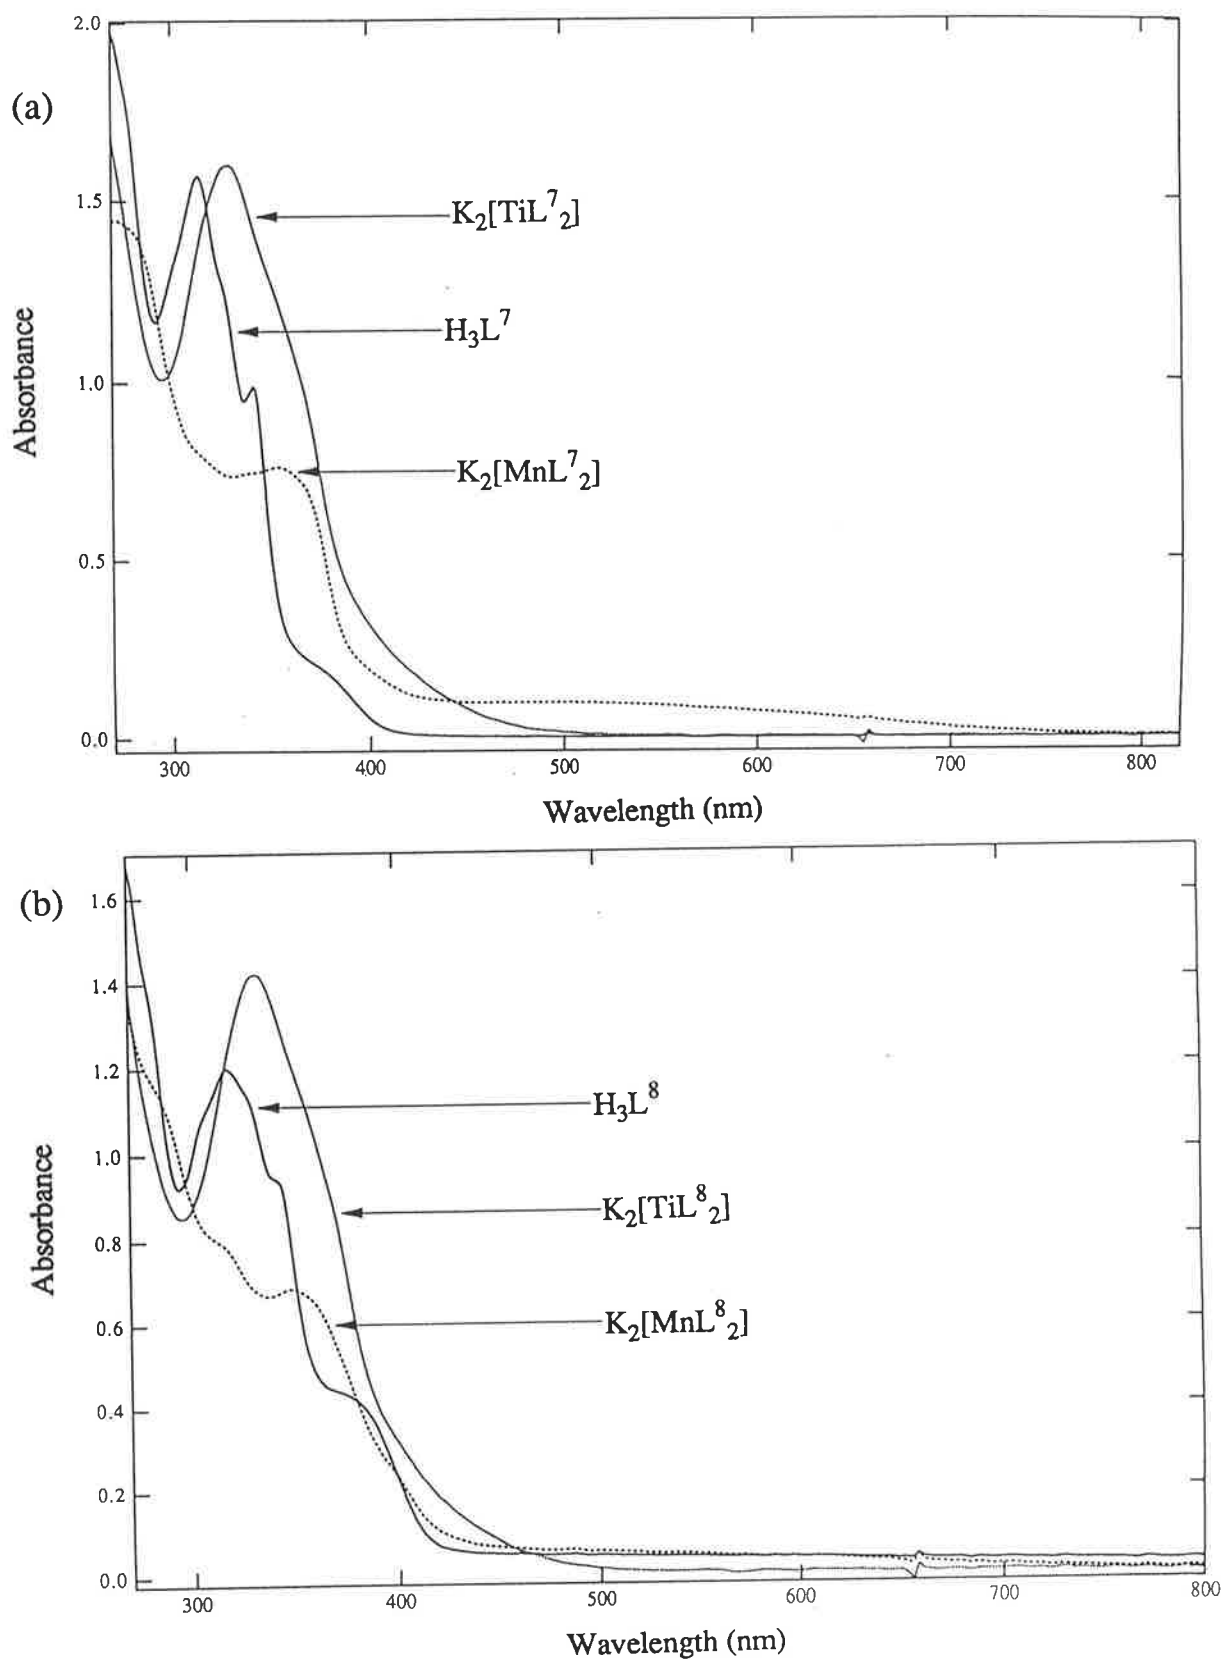 (a)
2.0
1.5
1.0
0.5
0.0
Absorbance
K₂[TiL⁷₂]
H₃L⁷
K₂[MnL⁷₂]
300 400 500 600 700 800
Wavelength (nm)
(b)
1.6
1.4
1.2
1.0
0.8
0.6
0.4
0.2
0.0
Absorbance
H₃L⁸
K₂[TiL⁸₂]
K₂[MnL⁸₂]
300 400 500 600 700 800
Wavelength (nm)